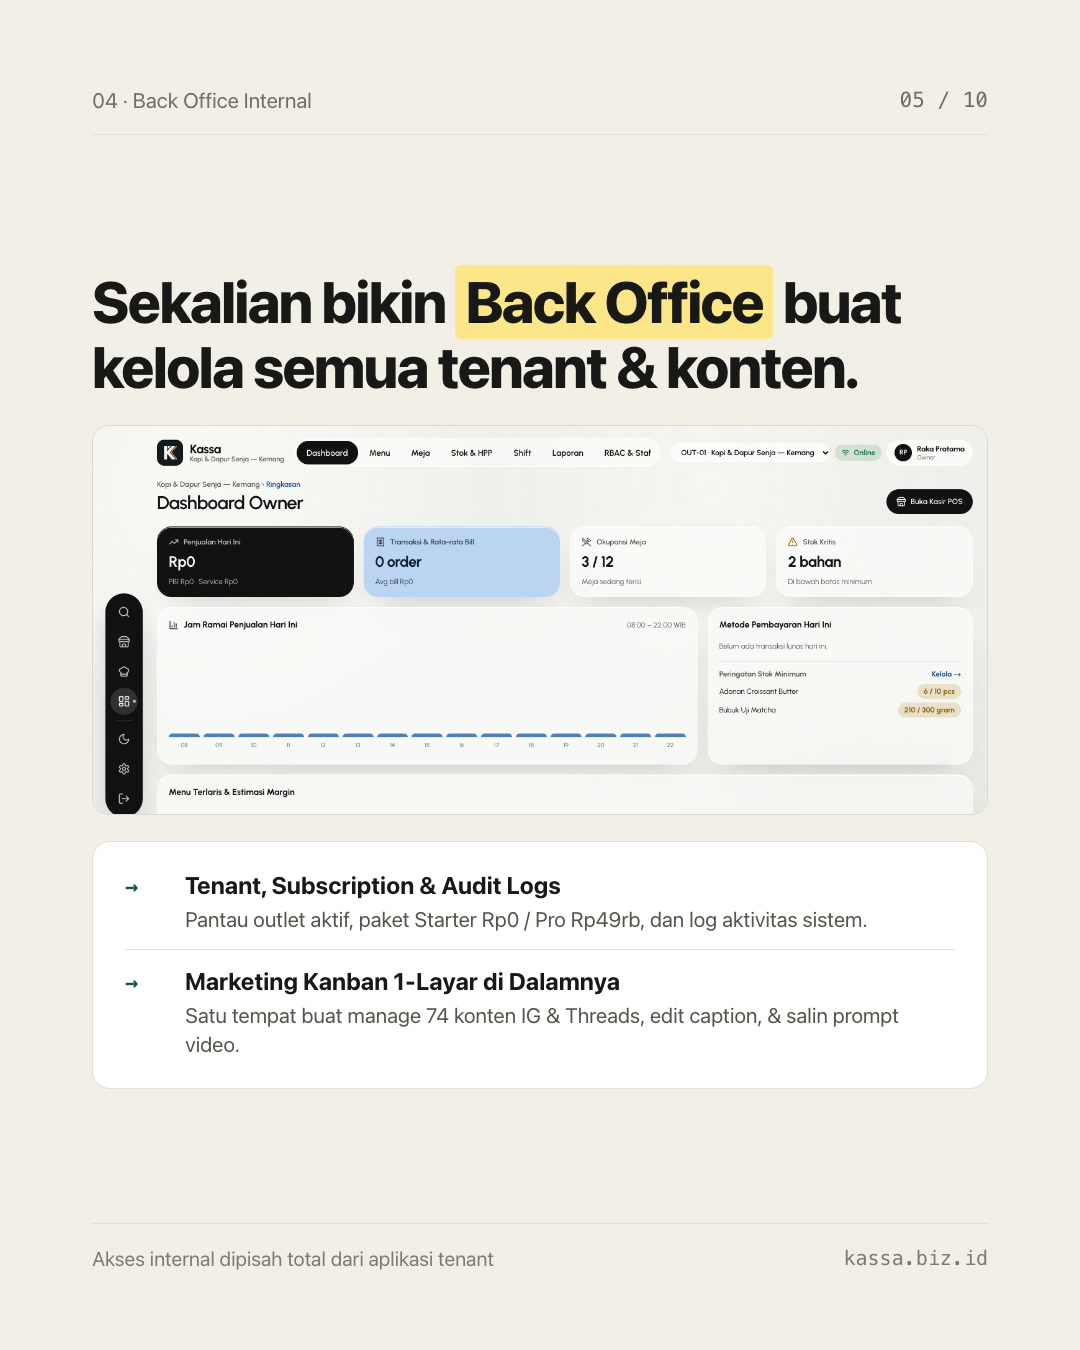 04 · Back Office Internal
05 / 10
Sekalian bikin Back Office buat
kelola semua tenant & konten.
Kassa
Kopi & Dapur Senja — Kemang
Dashboard
Menu
Meja
Stok & HPP
Shift
Laporan
RBAC & Staf
OUT-01 · Kopi & Dapur Senja — Kemang
Online
RP
Raka Pratama
Owner
Kopi & Dapur Senja — Kemang › Ringkasan
Dashboard Owner
Buka Kasir POS
Penjualan Hari Ini
Rp0
PB1 Rp0 · Service Rp0
Transaksi & Rata-rata Bill
0 order
Avg bill Rp0
Okupansi Meja
3 / 12
Meja sedang terisi
Stok Kritis
2 bahan
Di bawah batas minimum
Jam Ramai Penjualan Hari Ini
08:00 – 22:00 WIB
08 09 10 11 12 13 14 15 16 17 18 19 20 21 22
Metode Pembayaran Hari Ini
Belum ada transaksi lunas hari ini.
Peringatan Stok Minimum
Kelola →
Adonan Croissant Butter
6 / 10 pcs
Bubuk Uji Matcha
210 / 300 gram
Menu Terlaris & Estimasi Margin
→ Tenant, Subscription & Audit Logs
Pantau outlet aktif, paket Starter Rp0 / Pro Rp49rb, dan log aktivitas sistem.
→ Marketing Kanban 1-Layar di Dalamnya
Satu tempat buat manage 74 konten IG & Threads, edit caption, & salin prompt
video.
Akses internal dipisah total dari aplikasi tenant
kassa.biz.id